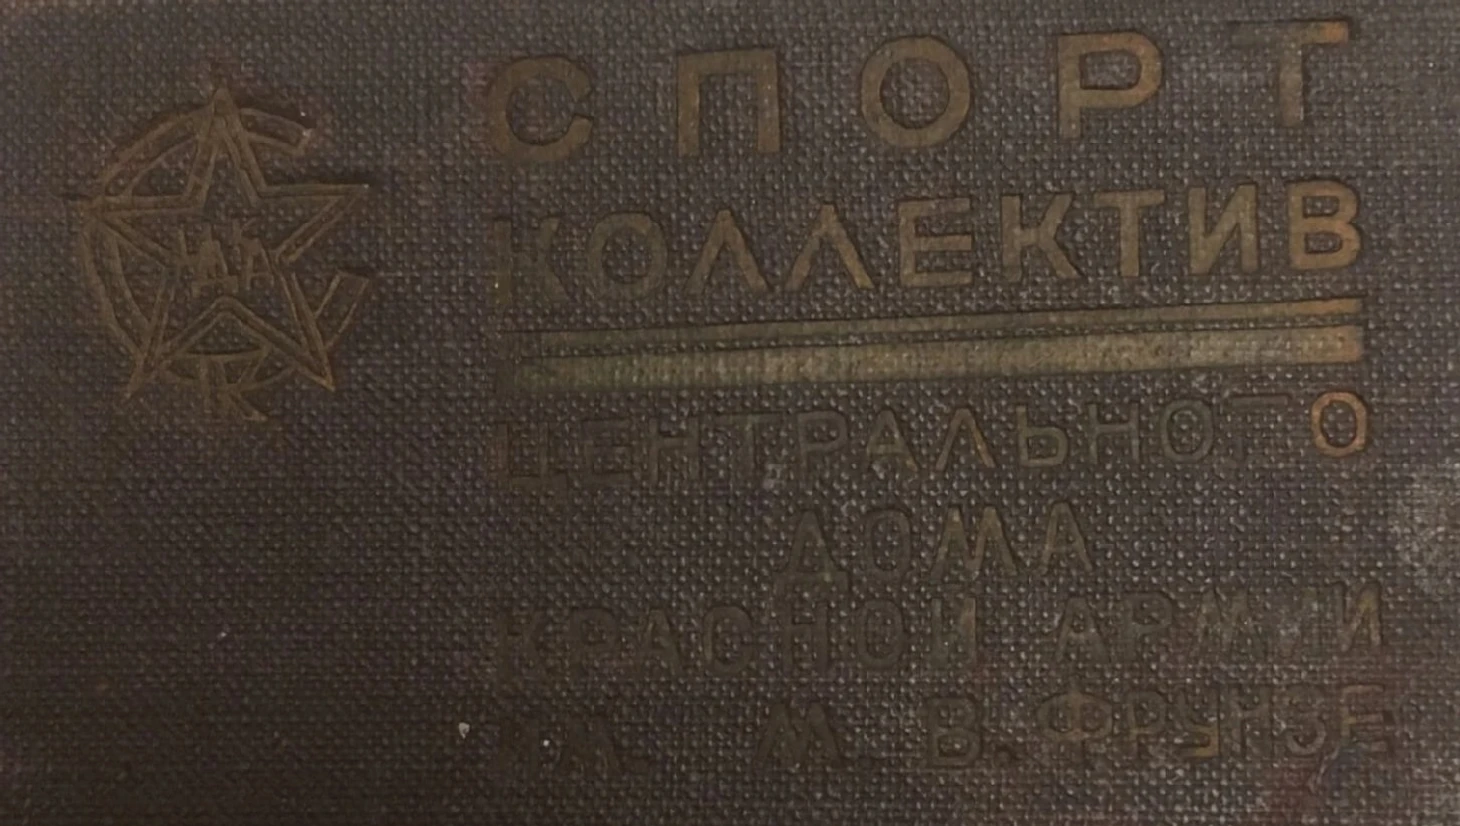 СПОРТ
КОЛЛЕКТИВ
ЦЕНТРАЛЬНОГО
ДОМА
КРАСНОЙ АРМИИ
ИМ. М. В. ФРУНЗЕ